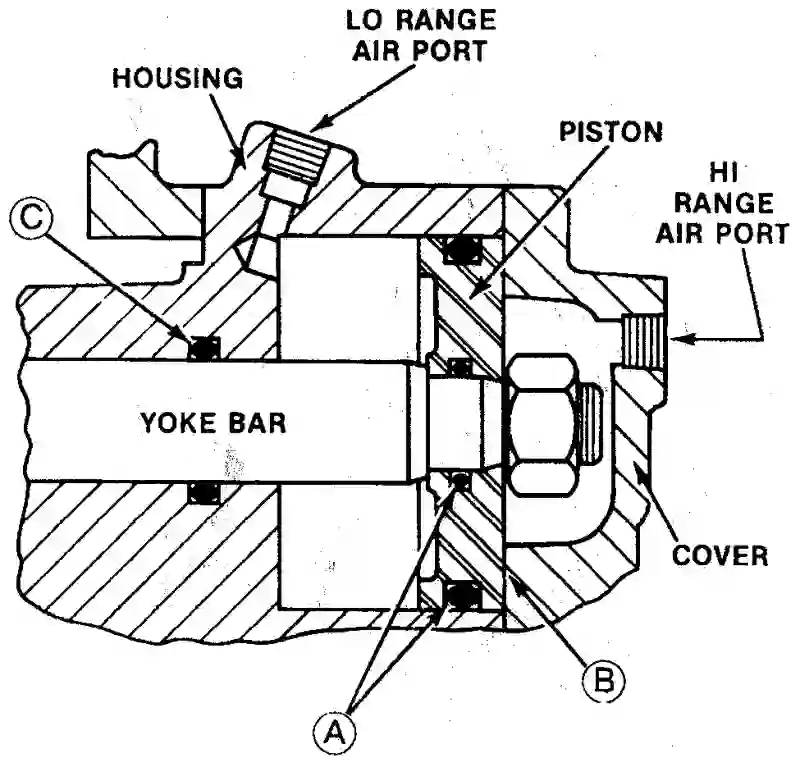 LO RANGE
AIR PORT
HOUSING
PISTON
HI
RANGE
AIR PORT
C
YOKE BAR
COVER
B
A